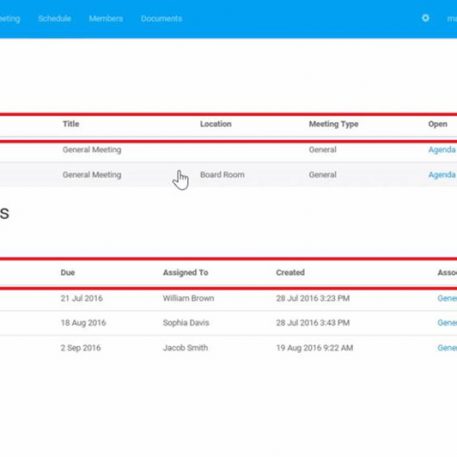 eeting Schedule Members Documents ma
Title Location Meeting Type Open
General Meeting General Agenda
General Meeting Board Room General Agenda
s
Due Assigned To Created Asso
21 Jul 2016 William Brown 28 Jul 2016 3:23 PM Gene
18 Aug 2016 Sophia Davis 28 Jul 2016 3:43 PM Gene
2 Sep 2016 Jacob Smith 19 Aug 2016 9:22 AM Gene